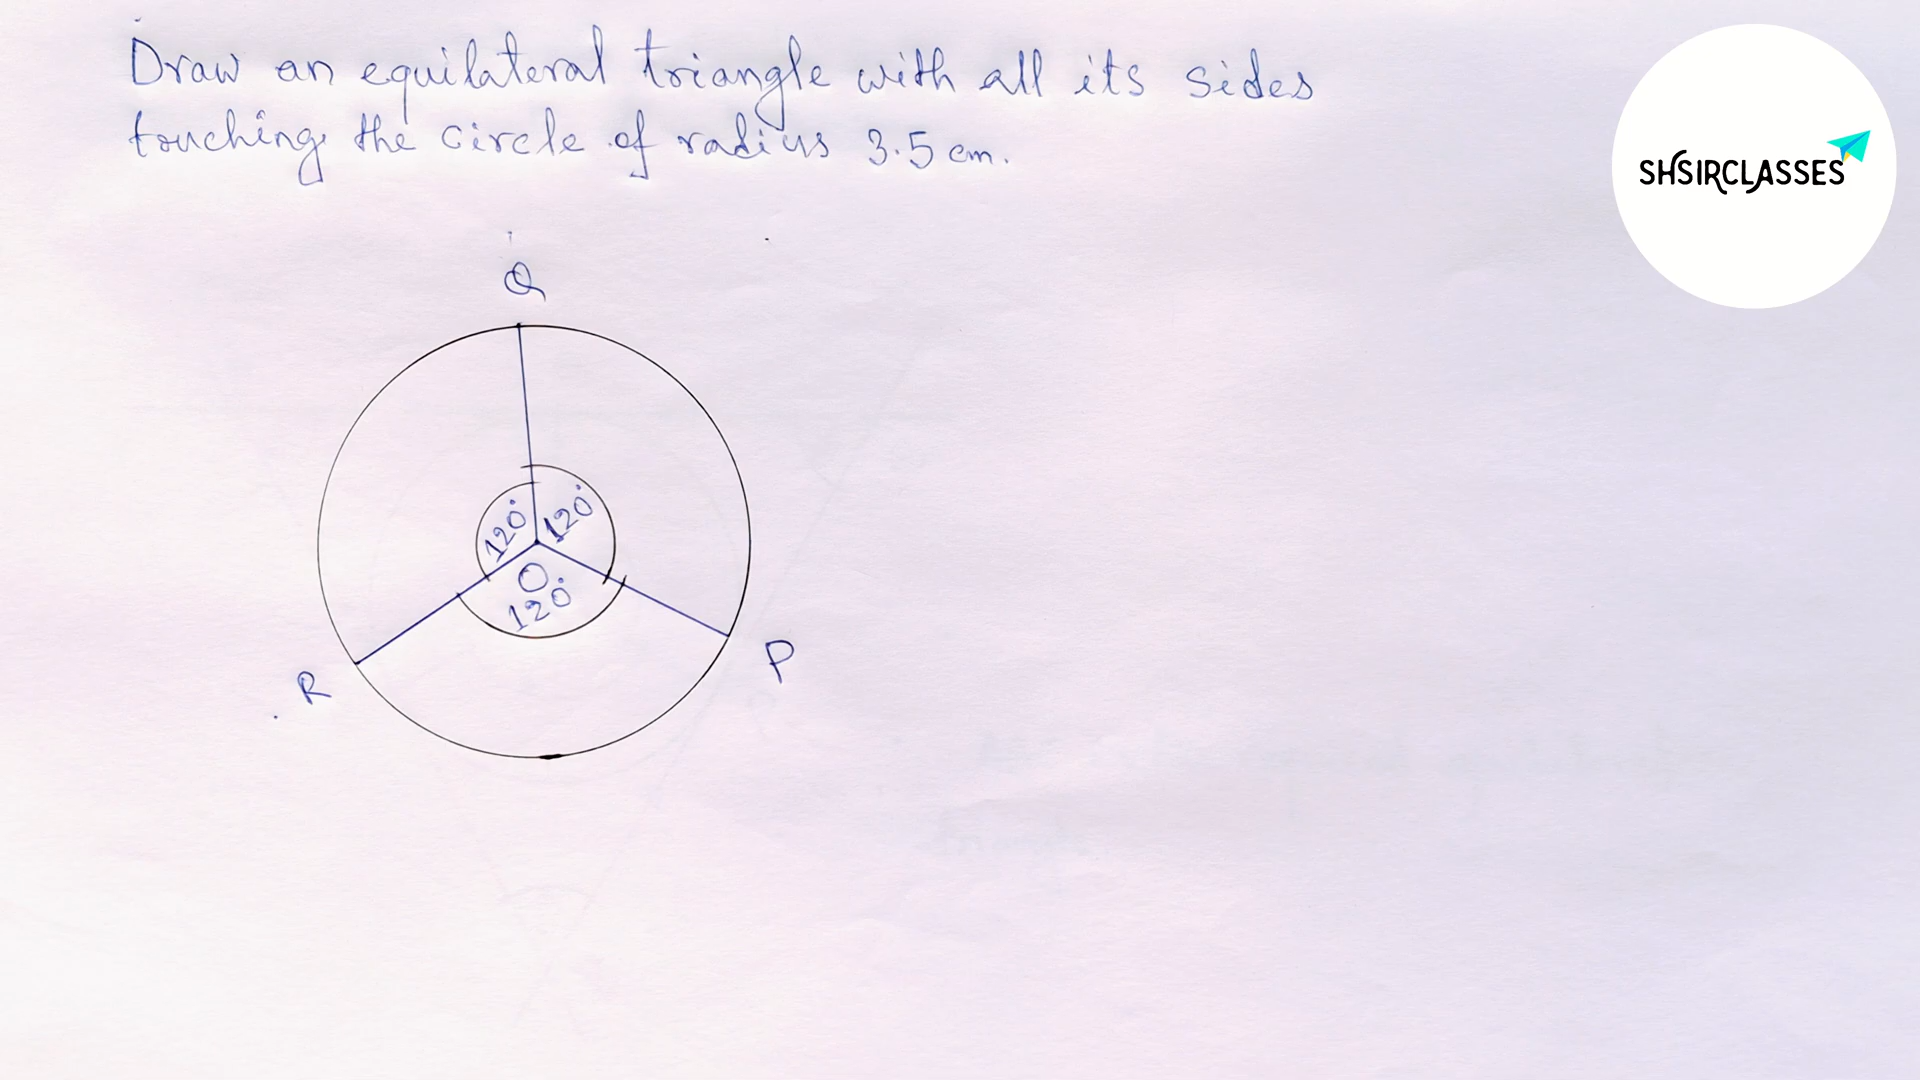 Draw an equilateral triangle with all its sides
touching the circle of radius 3.5 cm.
SHSIRCLASSES
Q
120°
120°
O
120°
R
P